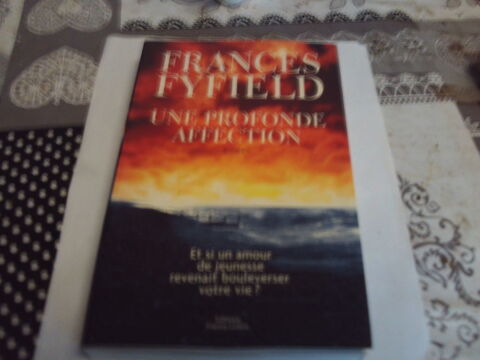 FRANCES
FYFIELD
UNE PROFONDE
AFFECTION
Et si un amour
de jeunesse
revenait bouleverser
votre vie ?